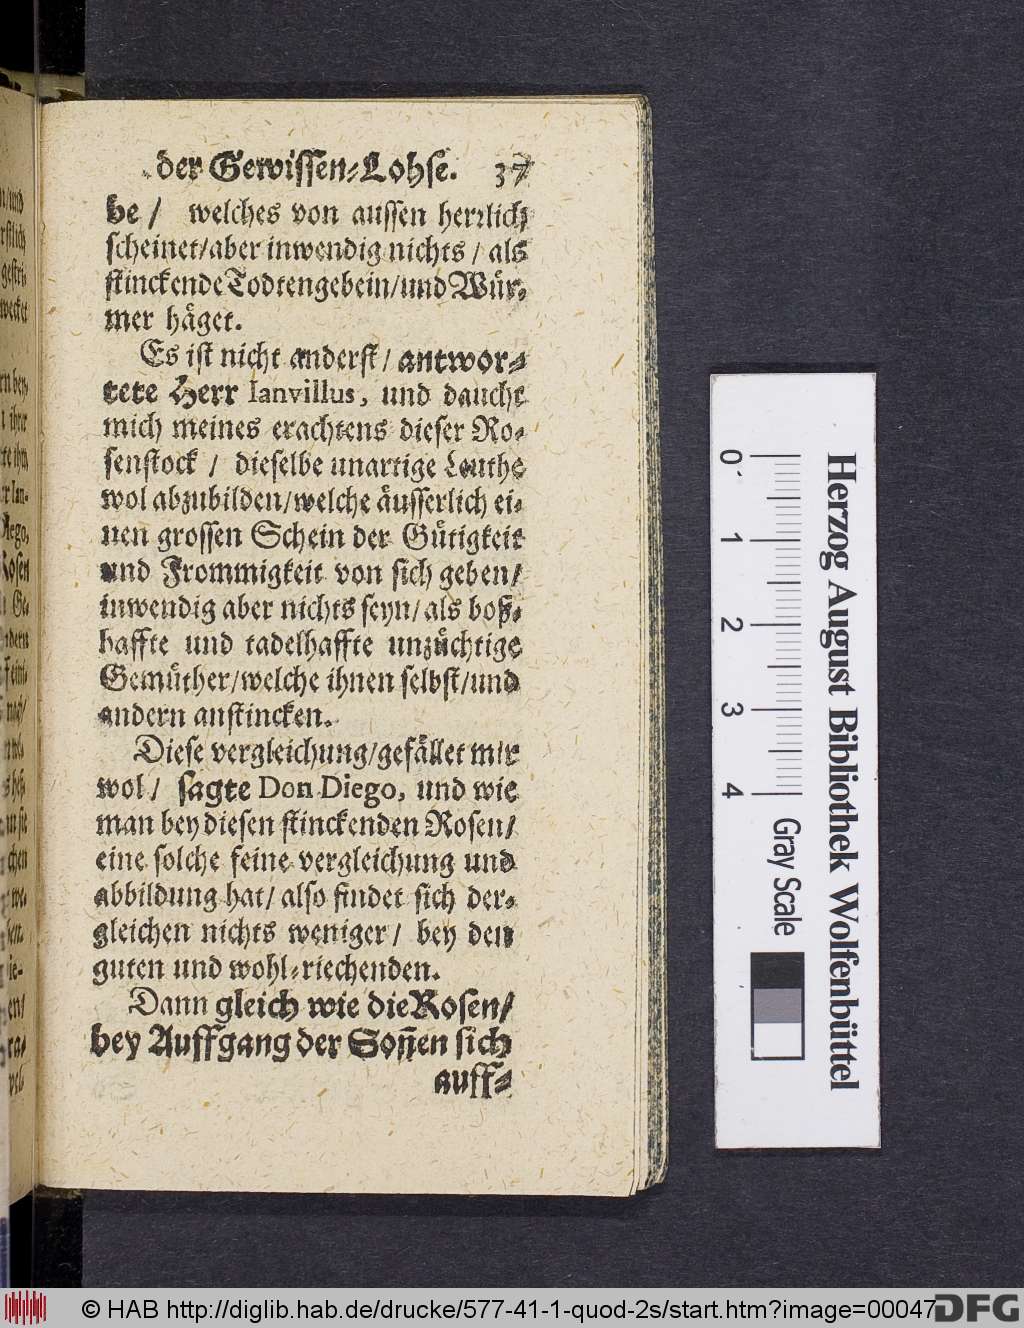 der Gewissen-Lohse. 37
be / welches von aussen herrlich
scheinet/aber inwendig nichts / als
stinckende Todtengebein/und Wür-
mer häget.
Es ist nicht anderst / antwor-
tete Herr Ianvillus, und daucht
mich meines erachtens dieser Ro-
senstock / dieselbe unartige Leuthe
wol abzubilden/welche äusserlich ei-
nen grossen Schein der Gütigkeit
und Frommigkeit von sich geben/
inwendig aber nichts seyn/als boß-
haffte und tadelhaffte unzüchtige
Gemüther/welche ihnen selbst/und
andern anstincken.
Diese vergleichung/gefället mir
wol / sagte Don Diego, und wie
man bey diesen stinckenden Rosen/
eine solche feine vergleichung und
abbildung hat/ also findet sich der-
gleichen nichts weniger / bey den
guten und wohl-riechenden.
Dann gleich wie die Rosen/
bey Auffgang der Soñen sich
auff-
0 1 2 3 4
Herzog August Bibliothek Wolfenbüttel
Gray Scale
© HAB http://diglib.hab.de/drucke/577-41-1-quod-2s/start.htm?image=00047
DFG